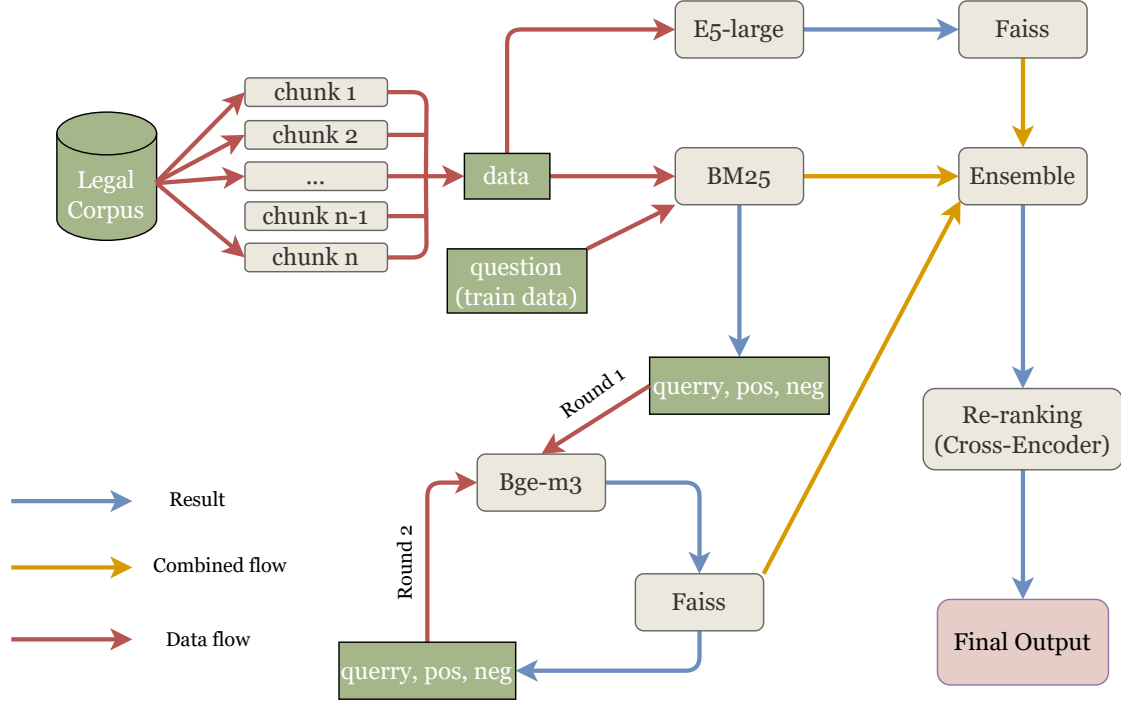 E5-large
Faiss
chunk 1
chunk 2
...
chunk n-1
chunk n
Legal
Corpus
data
BM25
Ensemble
question
(train data)
Round 1
querry, pos, neg
Re-ranking
(Cross-Encoder)
Bge-m3
Result
Round 2
Combined flow
Faiss
Data flow
querry, pos, neg
Final Output